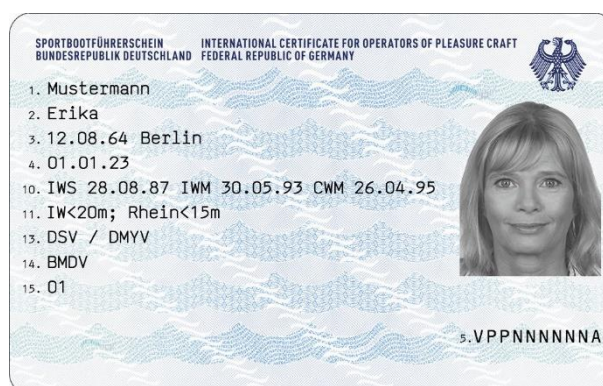 SPORTBOOTFÜHRERSCHEIN INTERNATIONAL CERTIFICATE FOR OPERATORS OF PLEASURE CRAFT
BUNDESREPUBLIK DEUTSCHLAND FEDERAL REPUBLIC OF GERMANY
1. Mustermann
2. Erika
3. 12.08.64 Berlin
4. 01.01.23
10. IWS 28.08.87 IWM 30.05.93 CWM 26.04.95
11. IW<20m; Rhein<15m
13. DSV / DMYV
14. BMDV
15. 01
5. VPPNNNNNNA